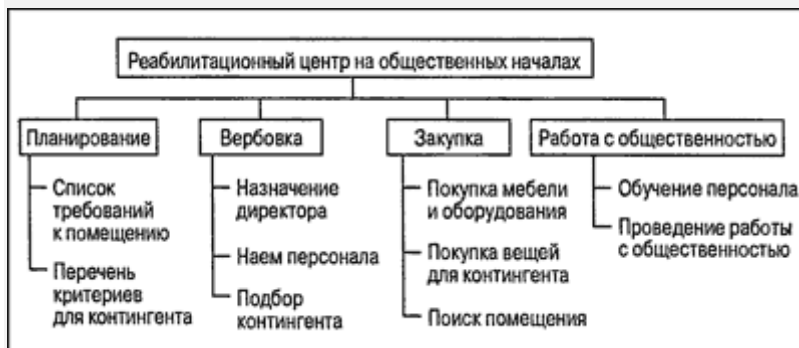 Реабилитационный центр на общественных началах
Планирование
Вербовка
Закупка
Работа с общественностью
Список
требований
к помещению
Перечень
критериев
для контингента
Назначение
директора
Наем персонала
Подбор
контингента
Покупка мебели
и оборудования
Покупка вещей
для контингента
Поиск помещения
Обучение персонала
Проведение работы
с общественностью